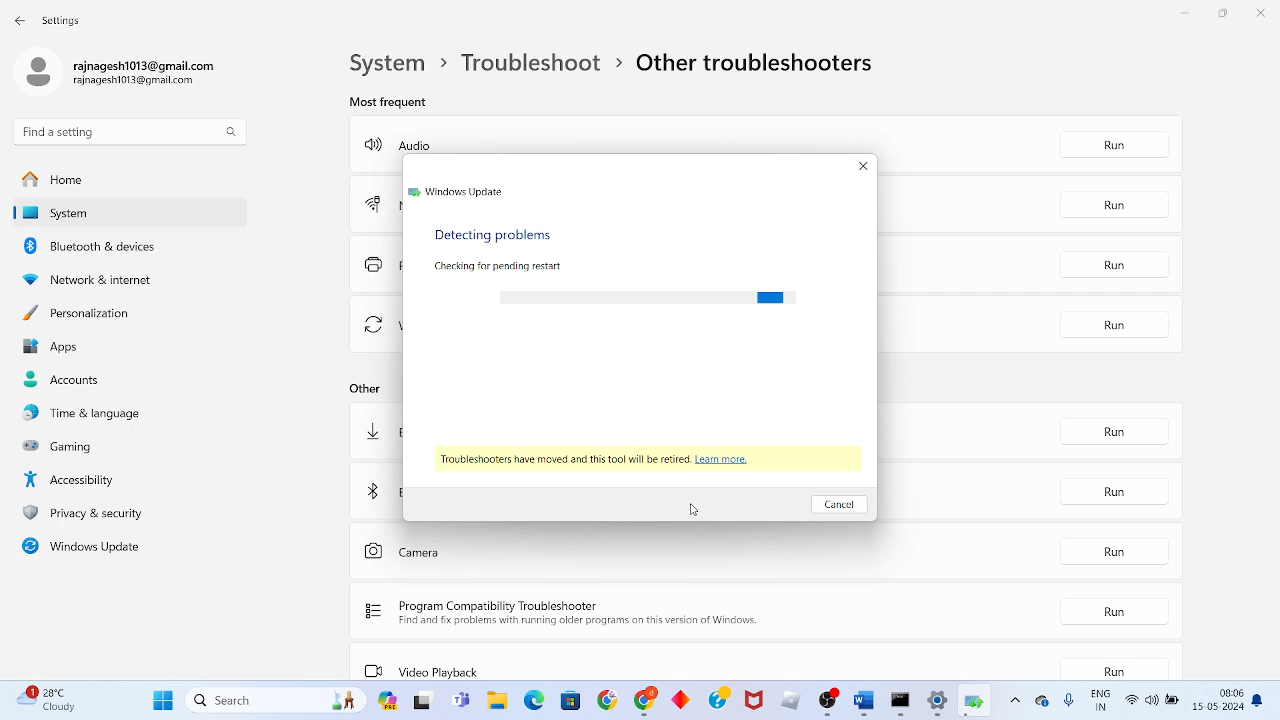 Settings
rajnagesh1013@gmail.com
rajnagesh1013@gmail.com
Find a setting
Home
System
Bluetooth & devices
Network & internet
Personalization
Apps
Accounts
Time & language
Gaming
Accessibility
Privacy & security
Windows Update
System > Troubleshoot > Other troubleshooters
Most frequent
Audio Run
Run
Run
Run
Windows Update
Detecting problems
Checking for pending restart
Troubleshooters have moved and this tool will be retired. Learn more.
Cancel
Other
Run
Run
Camera Run
Program Compatibility Troubleshooter Run
Find and fix problems with running older programs on this version of Windows.
Video Playback Run
1
28°C
Cloudy
Search
PRE
ENG
IN
08:06
15-05-2024